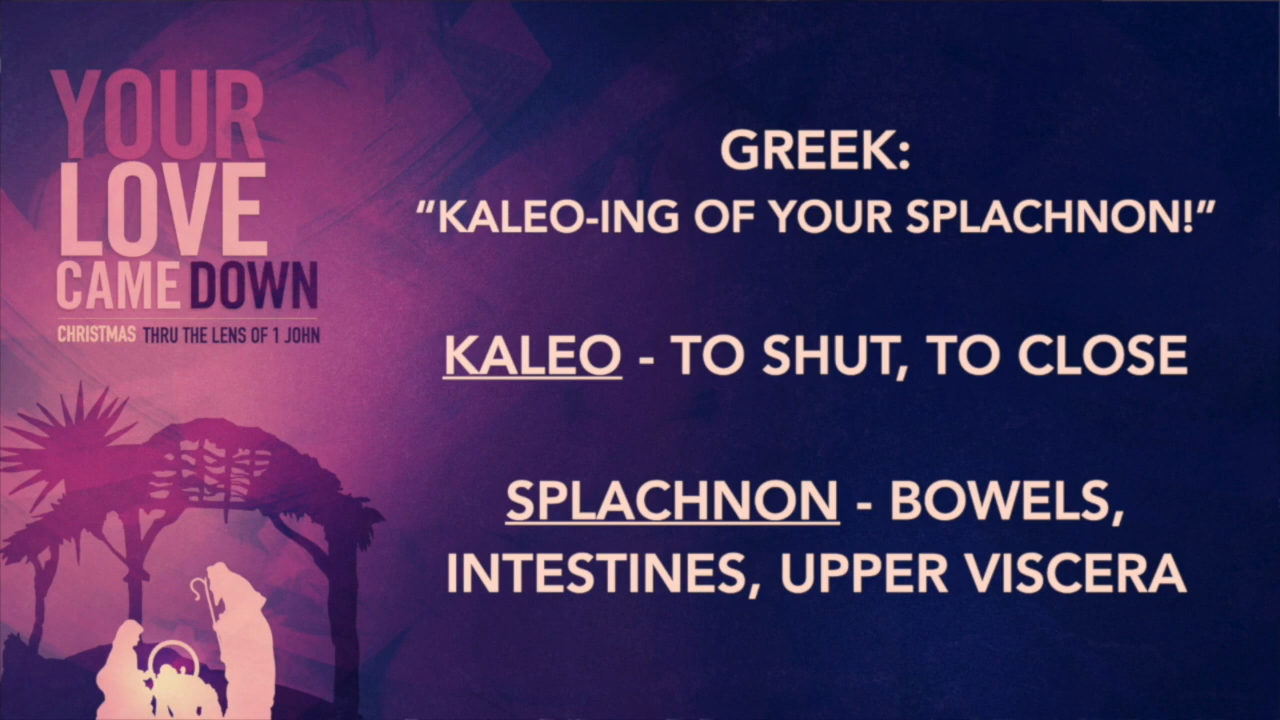 YOUR
LOVE
CAME DOWN
CHRISTMAS THRU THE LENS OF 1 JOHN
GREEK:
“KALEO-ING OF YOUR SPLACHNON!”
KALEO - TO SHUT, TO CLOSE
SPLACHNON - BOWELS,
INTESTINES, UPPER VISCERA